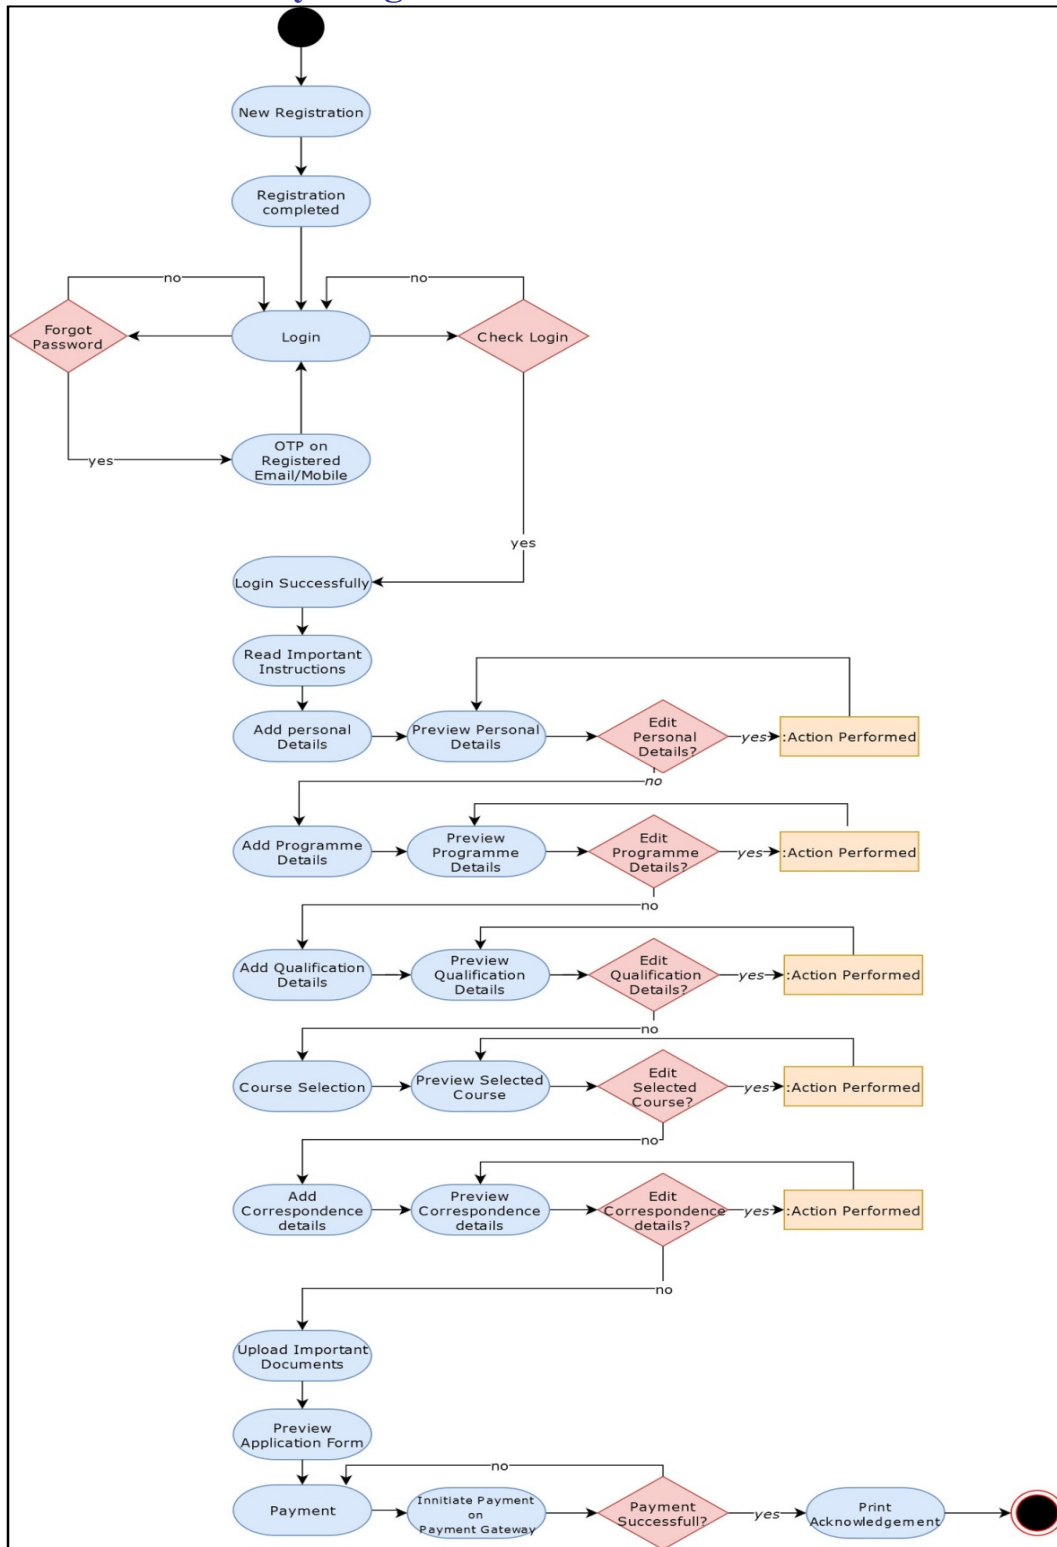 New Registration
Registration
completed
no
no
Forgot
Password
Login
Check Login
yes
OTP on
Registered
Email/Mobile
yes
Login Successfully
Read Important
Instructions
Add personal
Details
Preview Personal
Details
Edit
Personal
Details?
yes
:Action Performed
no
Add Programme
Details
Preview
Programme
Details
Edit
Programme
Details?
yes
:Action Performed
no
Add Qualification
Details
Preview
Qualification
Details
Edit
Qualification
Details?
yes
:Action Performed
no
Course Selection
Preview Selected
Course
Edit
Selected
Course?
yes
:Action Performed
no
Add
Correspondence
details
Preview
Correspondence
details
Edit
Correspondence
details?
yes
:Action Performed
no
Upload Important
Documents
Preview
Application Form
no
Payment
Innitiate Payment
on
Payment Gateway
Payment
Successfull?
yes
Print
Acknowledgement